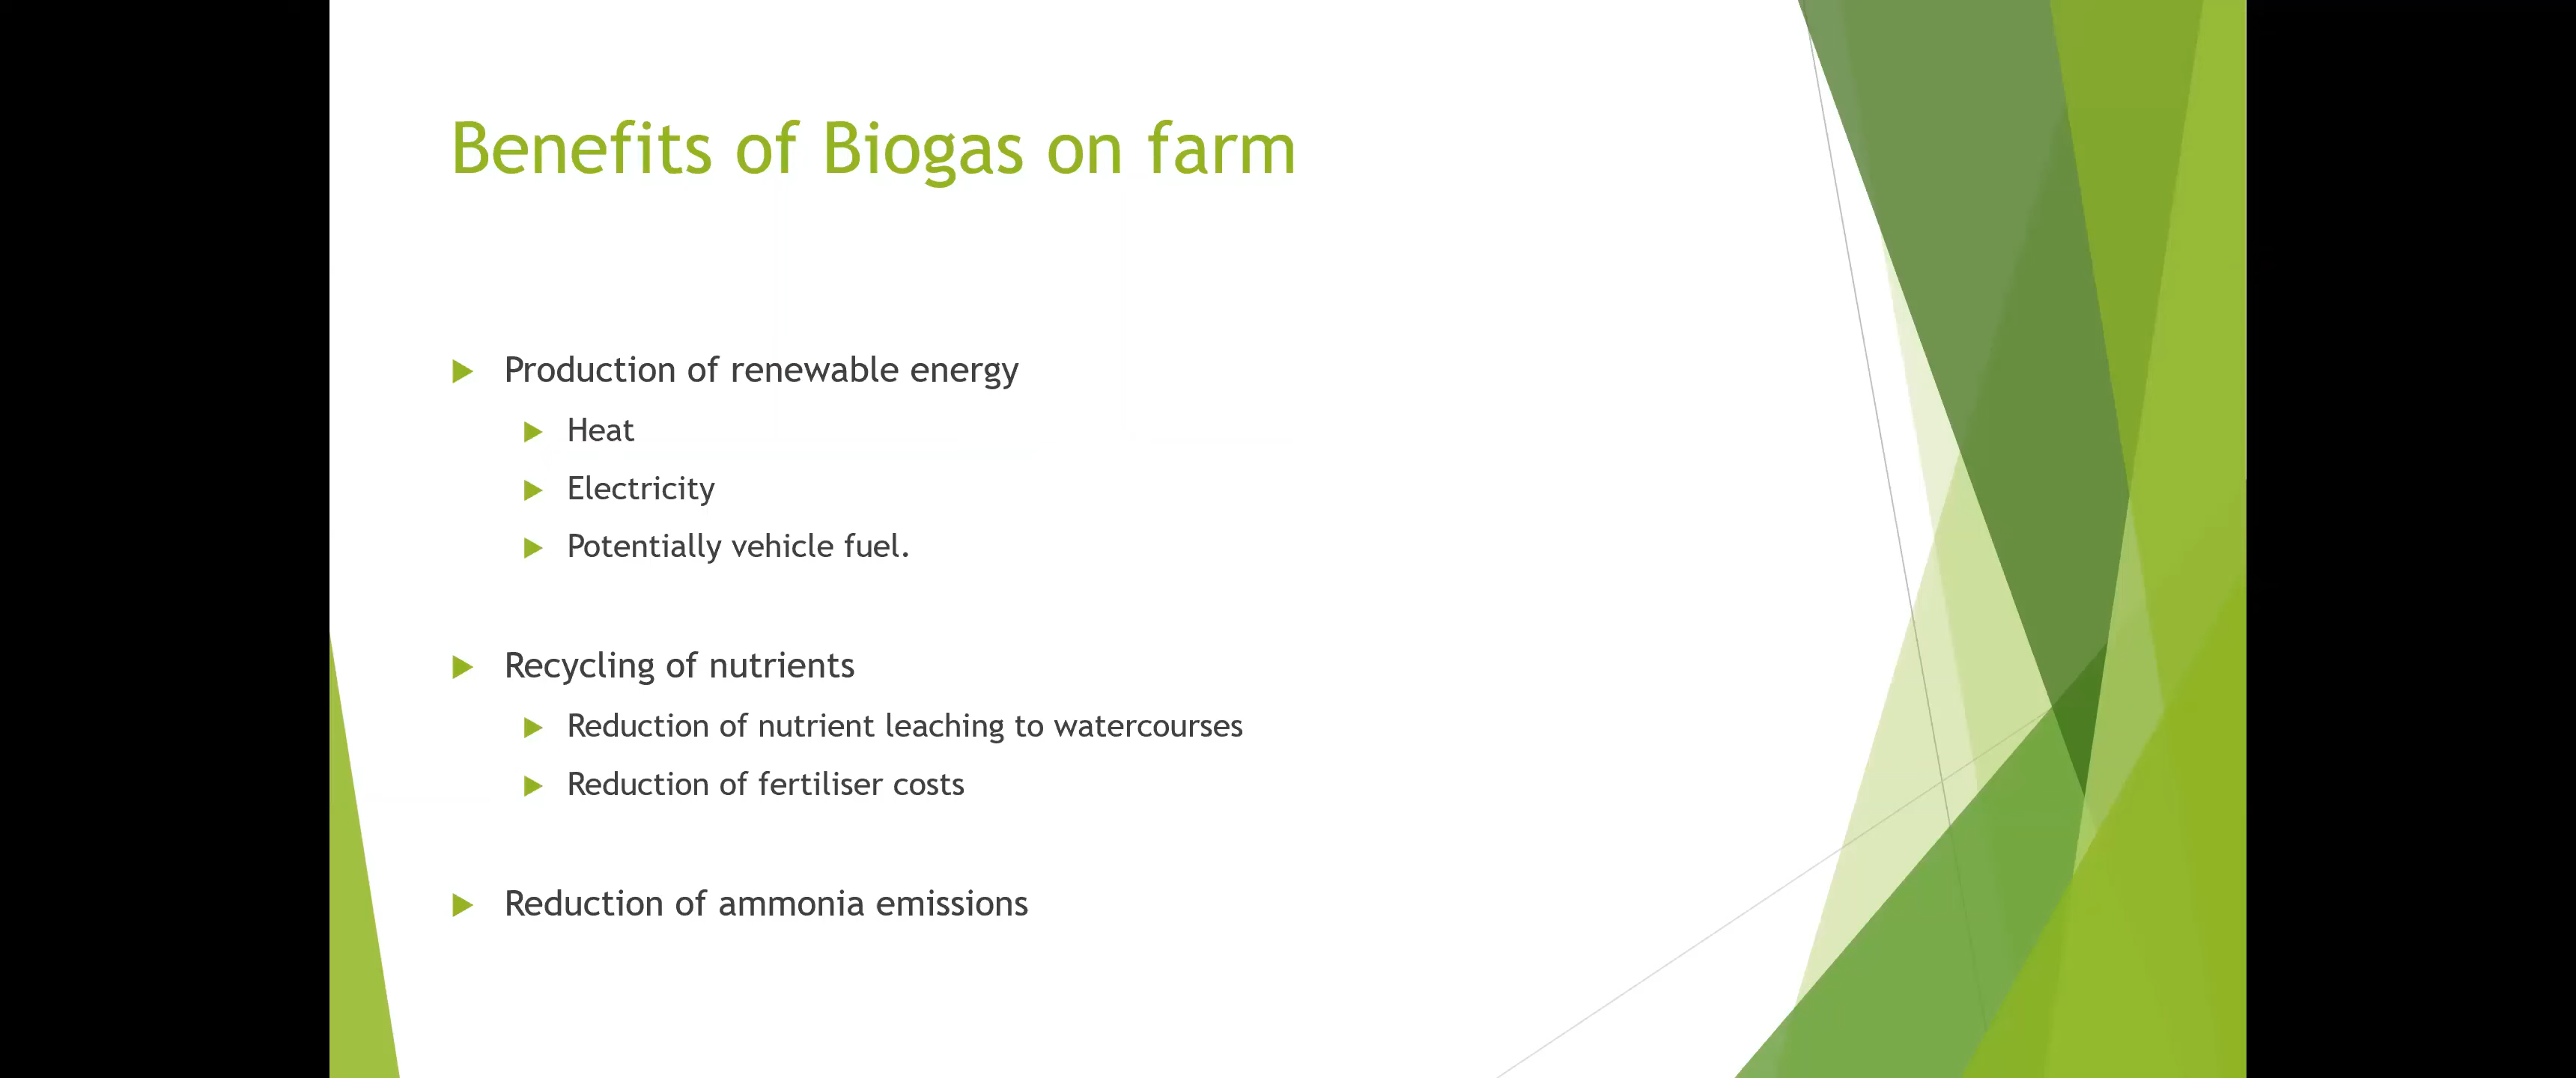 Benefits of Biogas on farm
Production of renewable energy
Heat
Electricity
Potentially vehicle fuel.
Recycling of nutrients
Reduction of nutrient leaching to watercourses
Reduction of fertiliser costs
Reduction of ammonia emissions